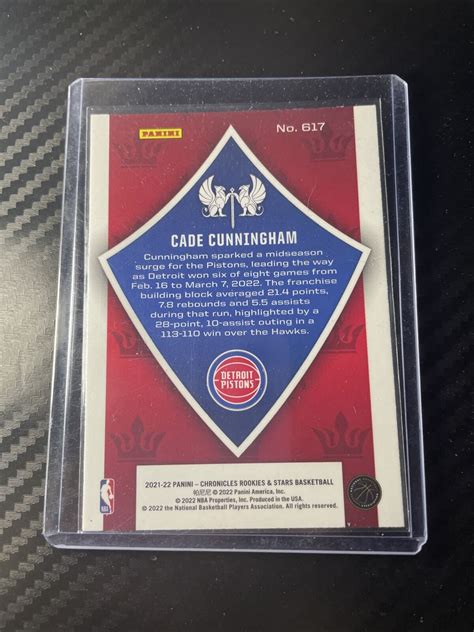 PANINI
No. 617
CADE CUNNINGHAM
Cunningham sparked a midseason
surge for the Pistons, leading the way
as Detroit won six of eight games from
Feb. 16 to March 7, 2022. The franchise
building block averaged 21.4 points,
7.8 rebounds and 5.5 assists
during that run, highlighted by a
28-point, 10-assist outing in a
113-110 win over the Hawks.
DETROIT
PISTONS
2021-22 PANINI – CHRONICLES ROOKIES & STARS BASKETBALL
帕尼尼 © 2022 Panini America, Inc.
© 2022 NBA Properties, Inc. Produced in the USA.
© 2022 the National Basketball Players Association. All rights reserved.
NBA